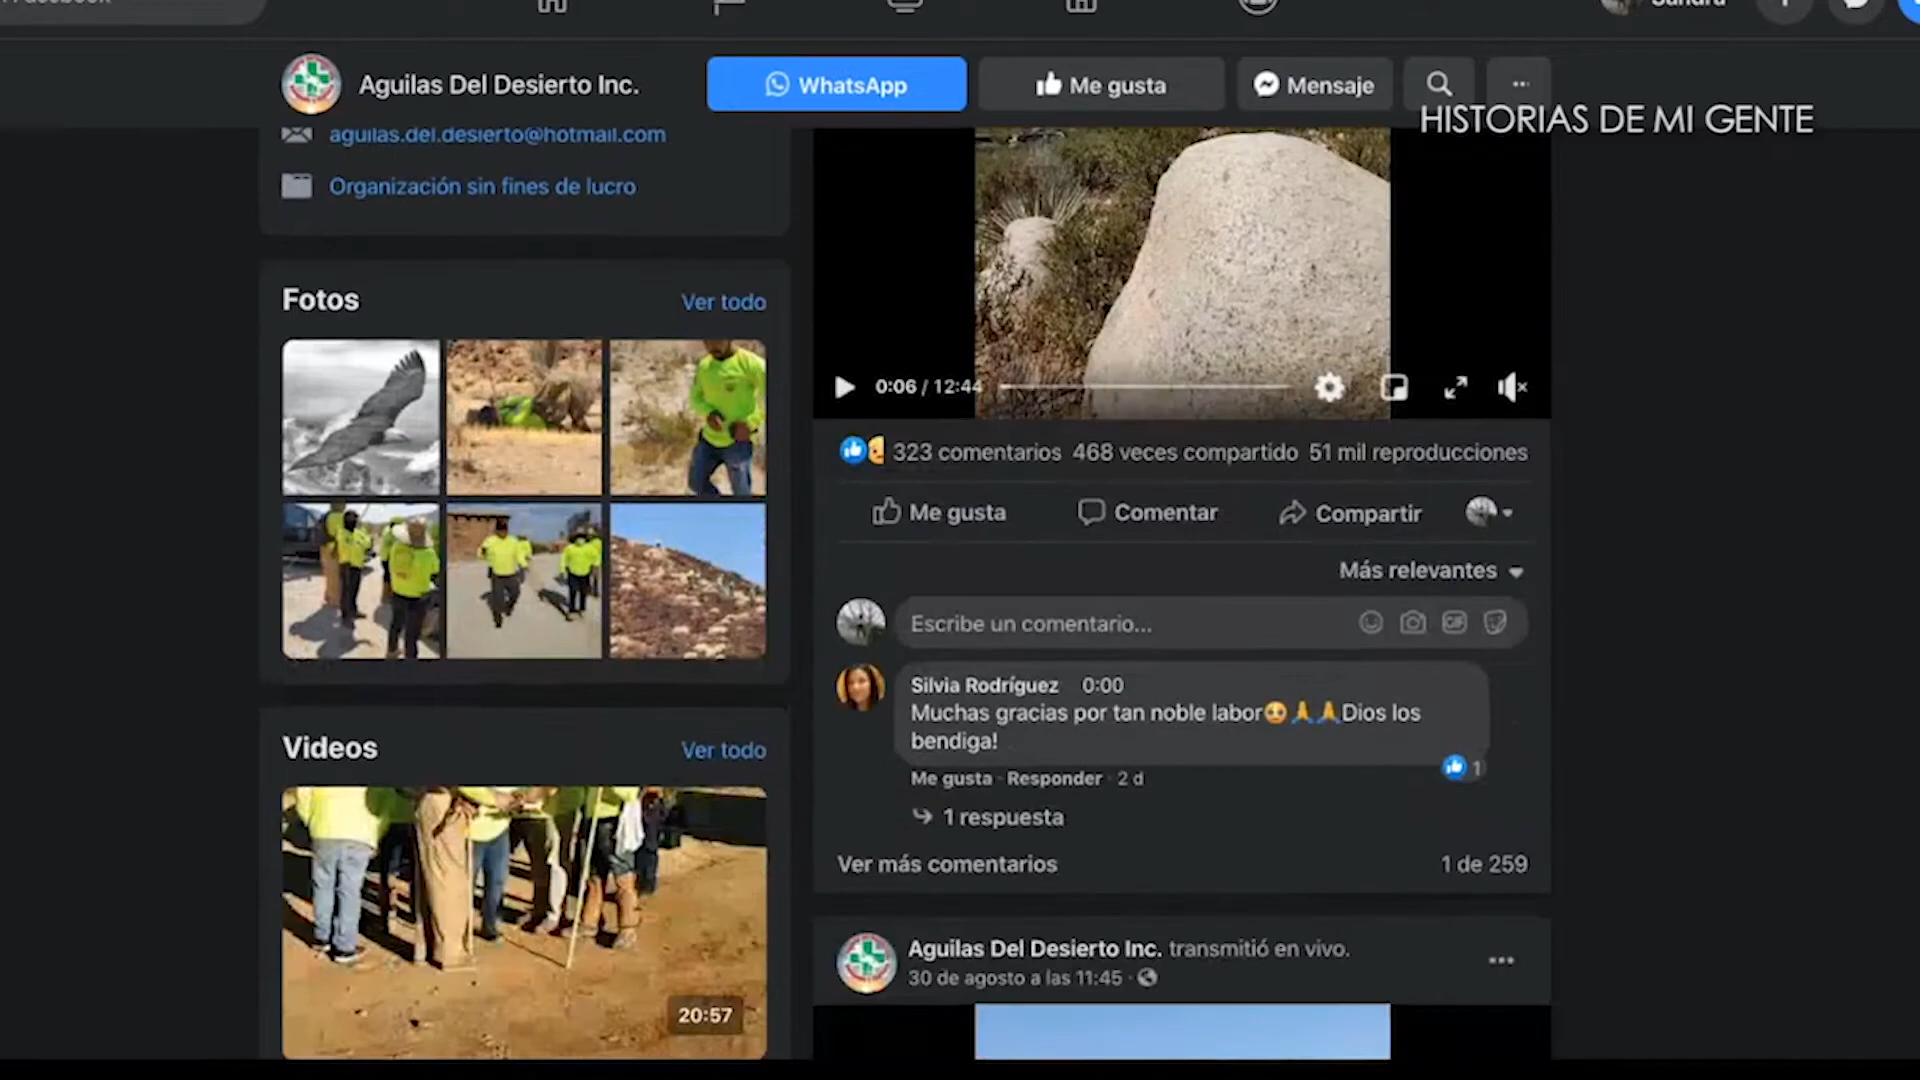 Sandra
Aguilas Del Desierto Inc.
WhatsApp
Me gusta
Mensaje
HISTORIAS DE MI GENTE
aguilas.del.desierto@hotmail.com
Organización sin fines de lucro
Fotos
Ver todo
0:06 / 12:44
323 comentarios 468 veces compartido 51 mil reproducciones
Me gusta
Comentar
Compartir
Más relevantes
Escribe un comentario...
GIF
Silvia Rodríguez 0:00
Muchas gracias por tan noble labor🥺🙏🙏Dios los
bendiga!
1
Me gusta · Responder · 2 d
1 respuesta
Ver más comentarios
1 de 259
Videos
Ver todo
20:57
Aguilas Del Desierto Inc. transmitió en vivo.
30 de agosto a las 11:45 ·